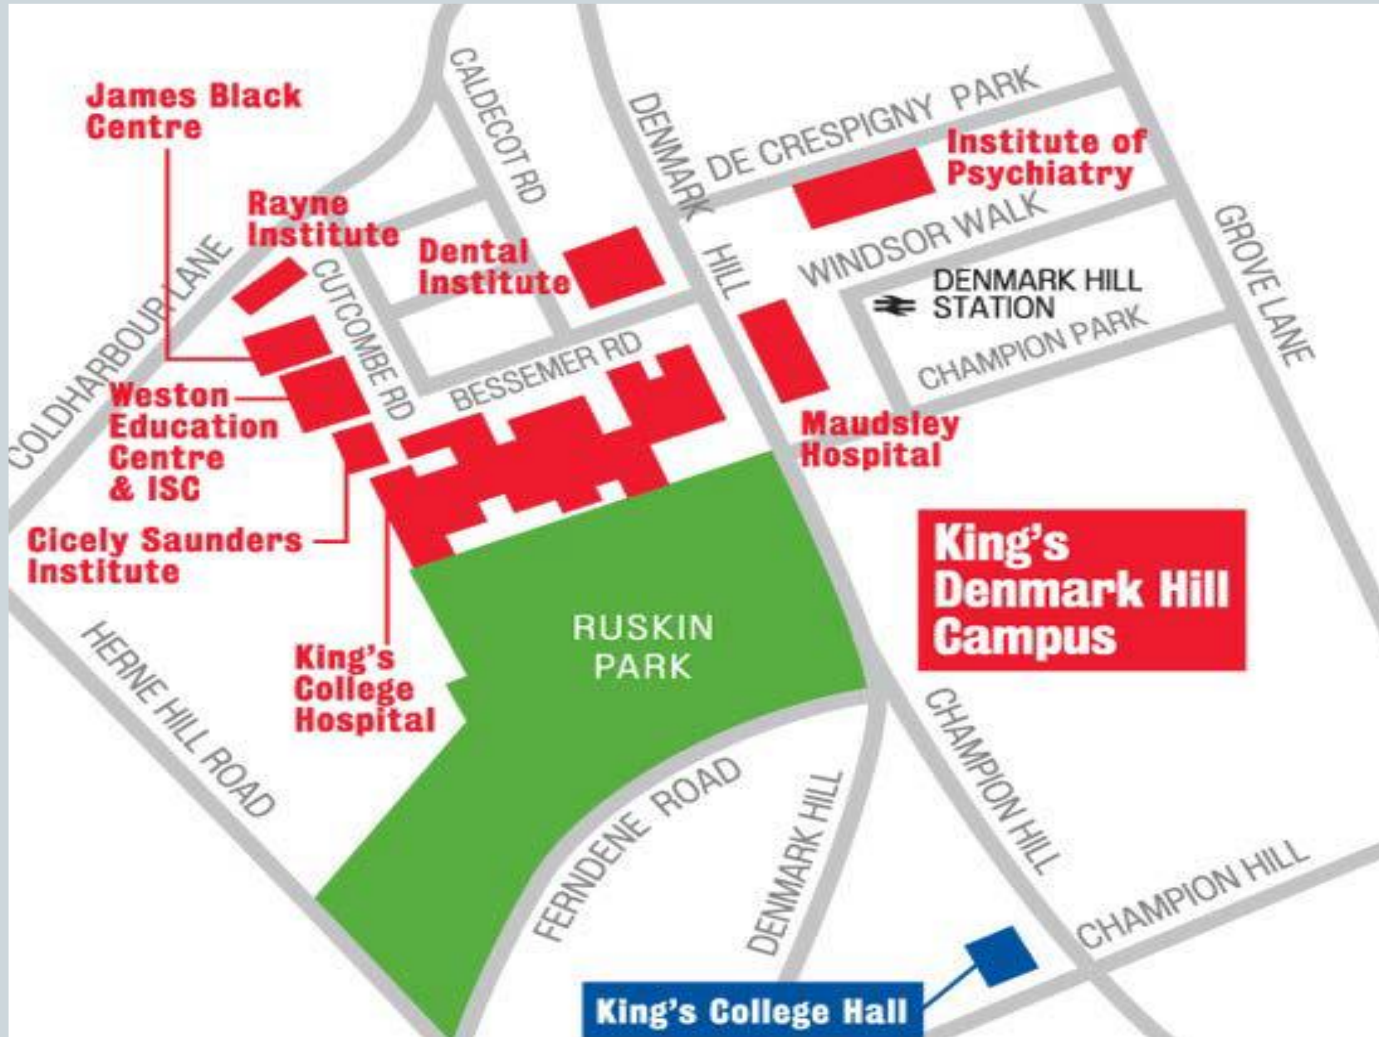 James Black
Centre
CALDECOT RD
DENMARK
HILL
DE CRESPIGNY PARK
Institute of
Psychiatry
Rayne
Institute
Dental
Institute
COLDHARBOUR LANE
CUTCOMBE RD
WINDSOR WALK
GROVE LANE
DENMARK HILL
STATION
CHAMPION PARK
BESSEMER RD
Weston
Education
Centre
& ISC
Maudsley
Hospital
Cicely Saunders
Institute
King's
Denmark Hill
Campus
RUSKIN
PARK
HERNE HILL ROAD
King's
College
Hospital
FERNDENE ROAD
DENMARK HILL
CHAMPION HILL
CHAMPION HILL
King's College Hall